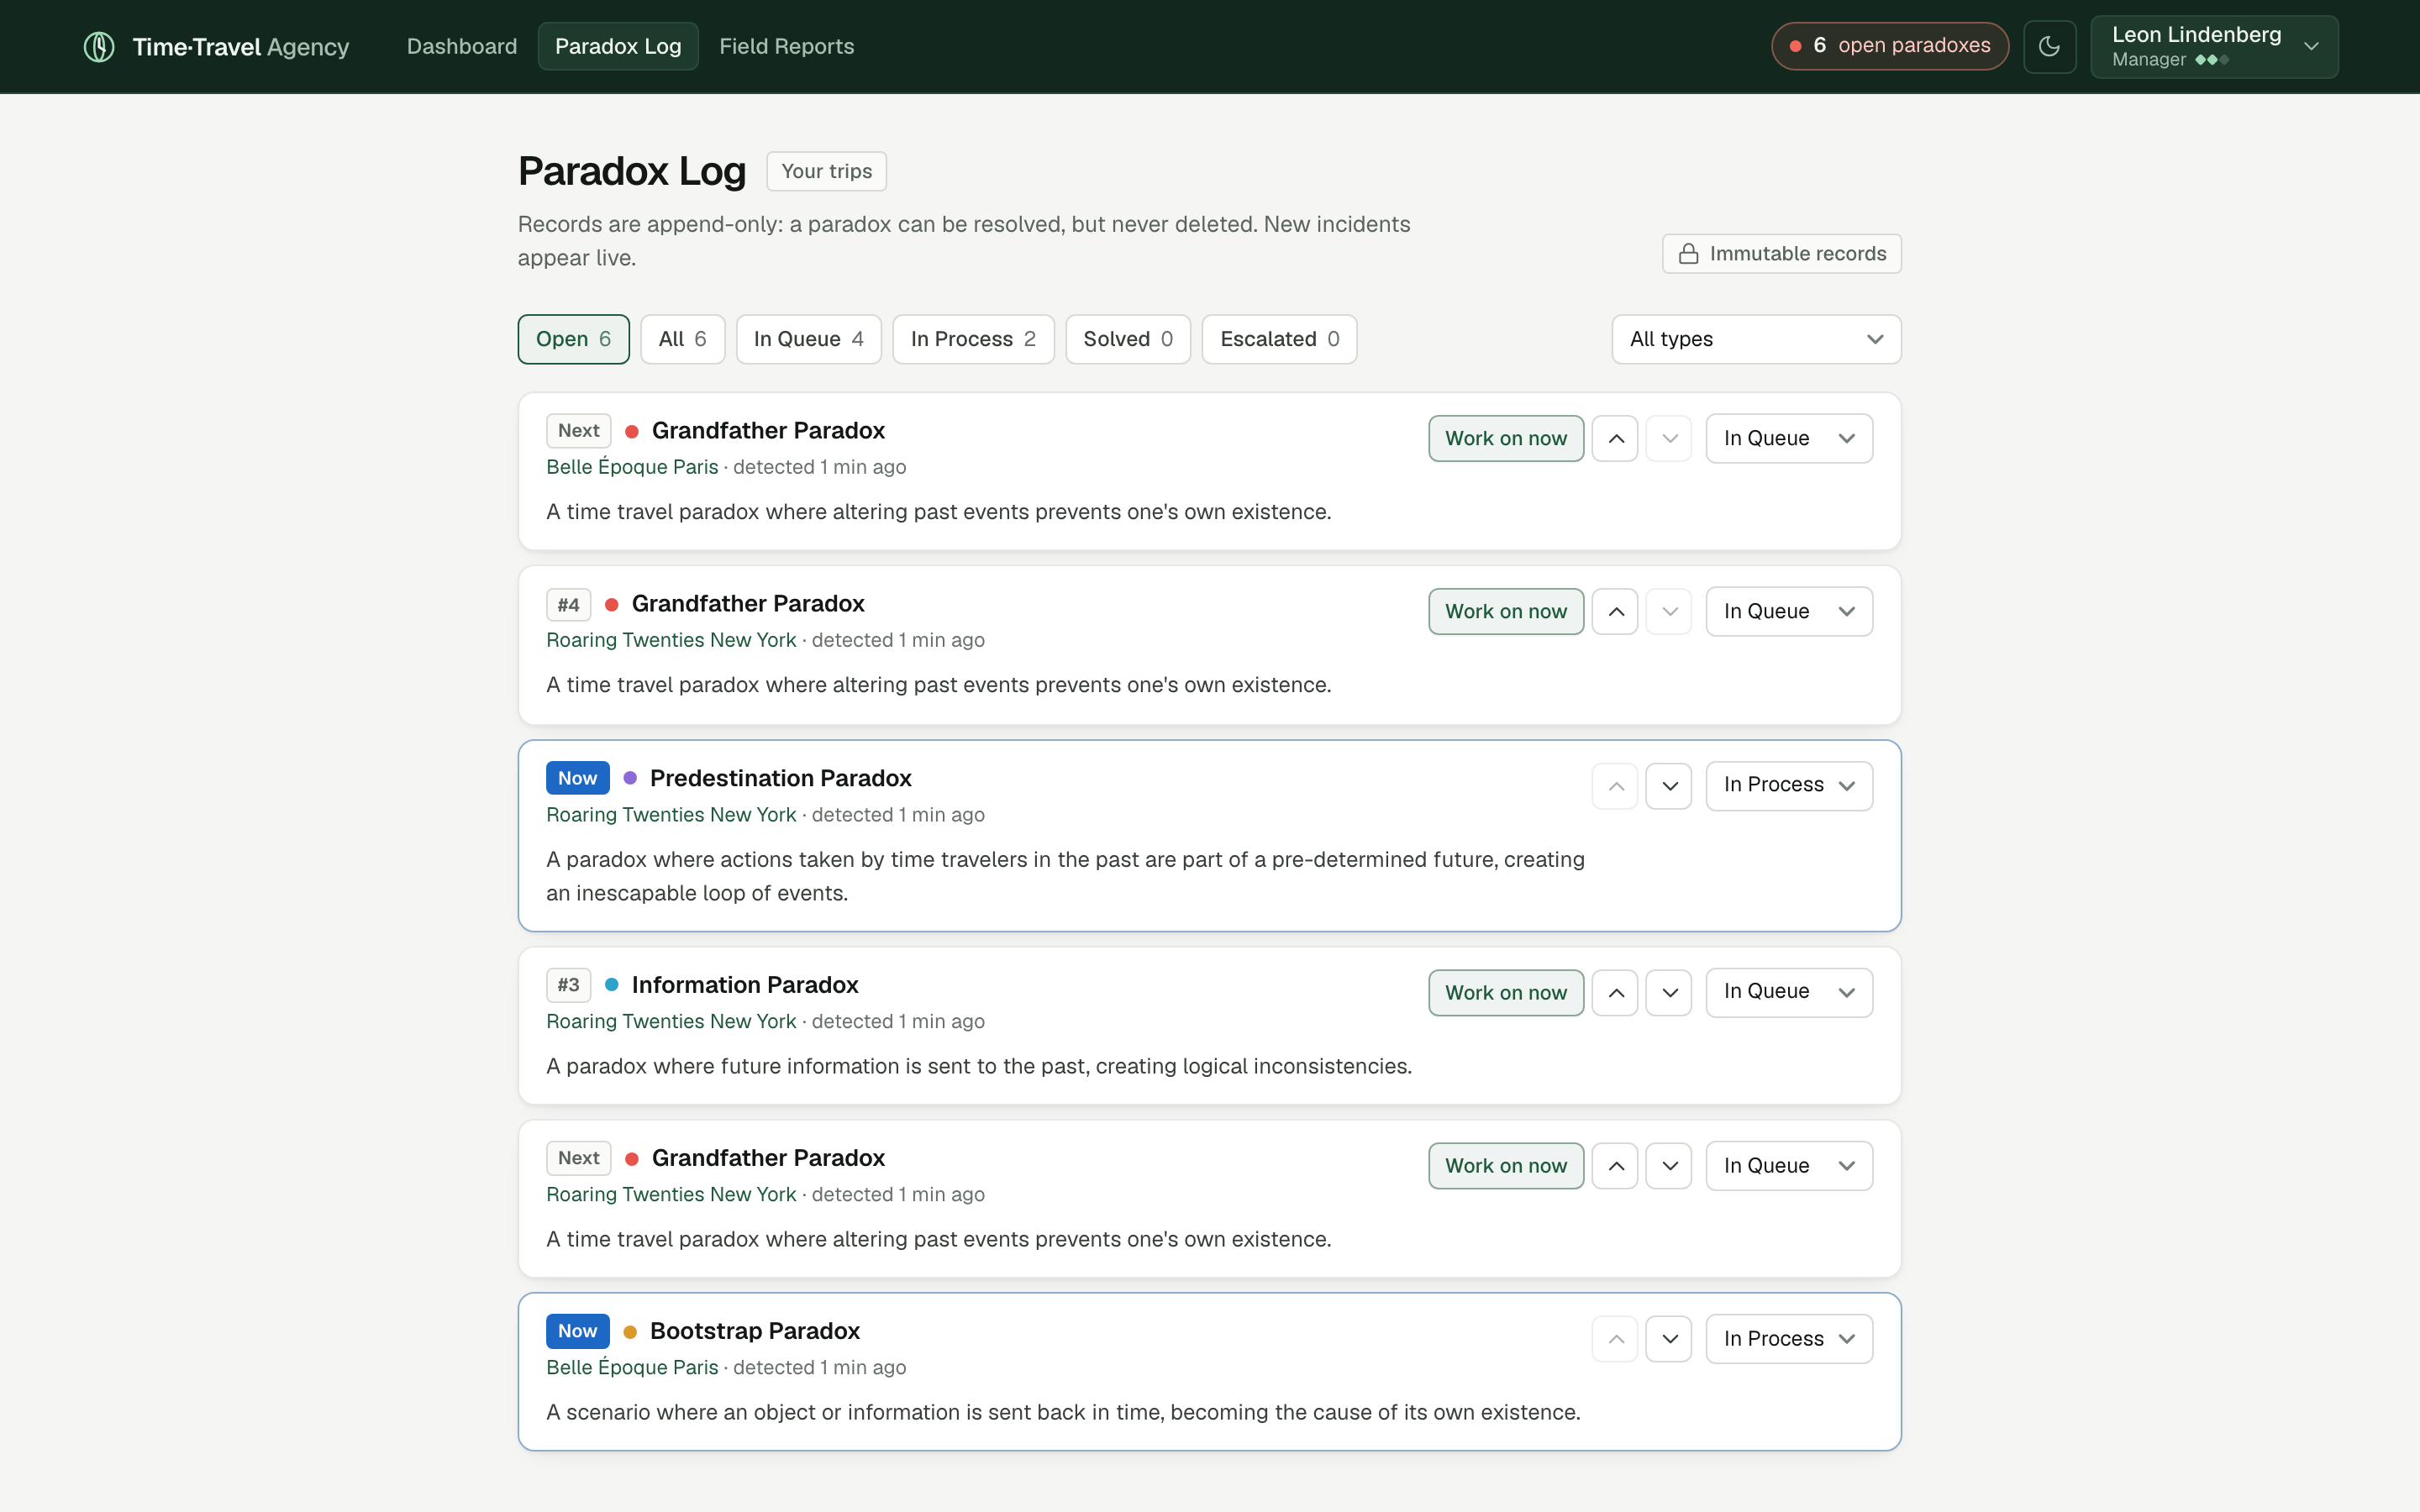 Time·Travel Agency
Dashboard
Paradox Log
Field Reports
6 open paradoxes
Leon Lindenberg
Manager
Paradox Log
Your trips
Records are append-only: a paradox can be resolved, but never deleted. New incidents
appear live.
Immutable records
Open 6
All 6
In Queue 4
In Process 2
Solved 0
Escalated 0
All types
Next
Grandfather Paradox
Work on now
In Queue
Belle Époque Paris · detected 1 min ago
A time travel paradox where altering past events prevents one's own existence.
#4
Grandfather Paradox
Work on now
In Queue
Roaring Twenties New York · detected 1 min ago
A time travel paradox where altering past events prevents one's own existence.
Now
Predestination Paradox
In Process
Roaring Twenties New York · detected 1 min ago
A paradox where actions taken by time travelers in the past are part of a pre-determined future, creating
an inescapable loop of events.
#3
Information Paradox
Work on now
In Queue
Roaring Twenties New York · detected 1 min ago
A paradox where future information is sent to the past, creating logical inconsistencies.
Next
Grandfather Paradox
Work on now
In Queue
Roaring Twenties New York · detected 1 min ago
A time travel paradox where altering past events prevents one's own existence.
Now
Bootstrap Paradox
In Process
Belle Époque Paris · detected 1 min ago
A scenario where an object or information is sent back in time, becoming the cause of its own existence.